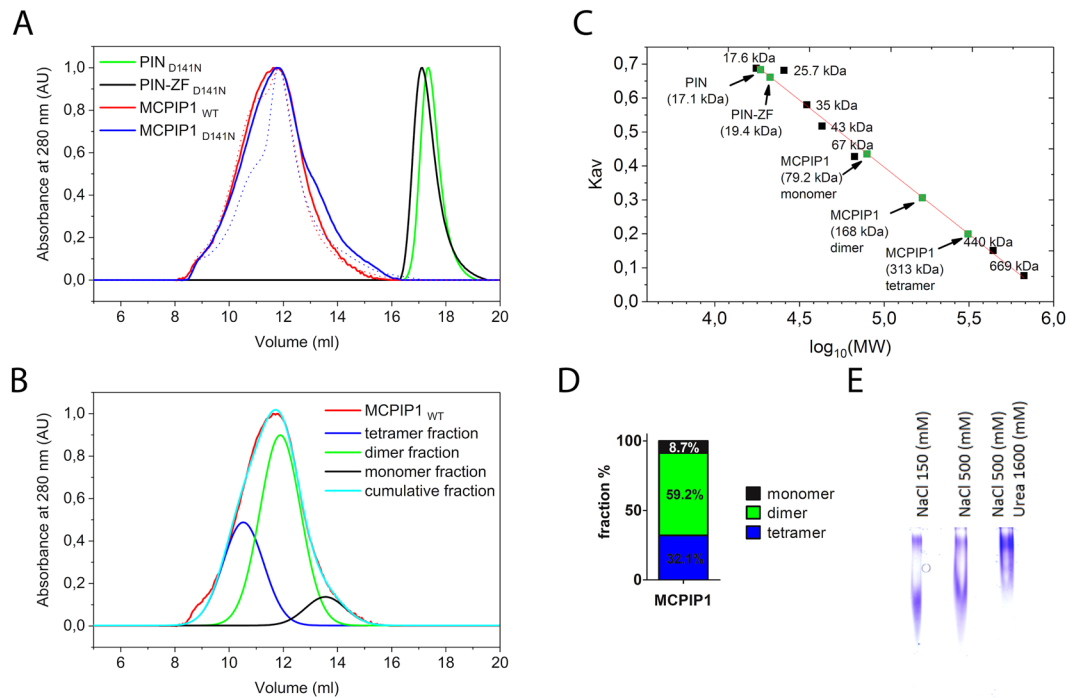 A
PIN D141N
PIN-ZF D141N
MCPIP1 WT
MCPIP1 D141N
Absorbance at 280 nm (AU)
1,0
0,8
0,6
0,4
0,2
0,0
6 8 10 12 14 16 18 20
Volume (ml)
B
MCPIP1 WT
tetramer fraction
dimer fraction
monomer fraction
cumulative fraction
Absorbance at 280 nm (AU)
1,0
0,8
0,6
0,4
0,2
0,0
6 8 10 12 14 16 18 20
Volume (ml)
C
Kav
0,7
0,6
0,5
0,4
0,3
0,2
0,1
0,0
17.6 kDa
25.7 kDa
PIN
(17.1 kDa)
PIN-ZF
(19.4 kDa)
35 kDa
43 kDa
67 kDa
MCPIP1
(79.2 kDa)
monomer
MCPIP1
(168 kDa)
dimer
MCPIP1
(313 kDa)
tetramer
440 kDa
669 kDa
4,0 4,5 5,0 5,5 6,0
log10(MW)
D
fraction %
100
50
0
8.7%
59.2%
32.1%
MCPIP1
monomer
dimer
tetramer
E
NaCl 150 (mM)
NaCl 500 (mM)
NaCl 500 (mM)
Urea 1600 (mM)